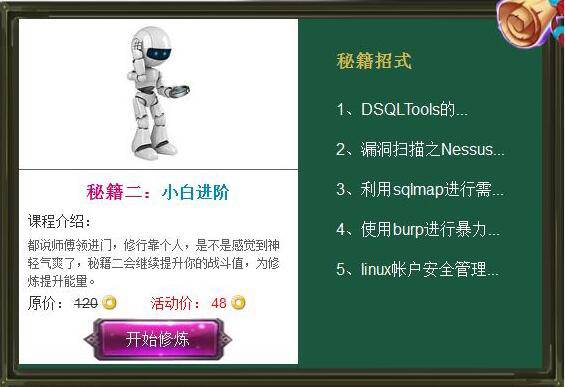 秘籍二：小白进阶
课程介绍：
都说师傅领进门，修行靠个人，是不是感觉到神
轻气爽了，秘籍二会继续提升你的战斗值，为修
炼提升能量。
原价： 120 活动价： 48
开始修炼
秘籍招式
1、DSQLTools的...
2、漏洞扫描之Nessus...
3、利用sqlmap进行需...
4、使用burp进行暴力...
5、linux帐户安全管理...